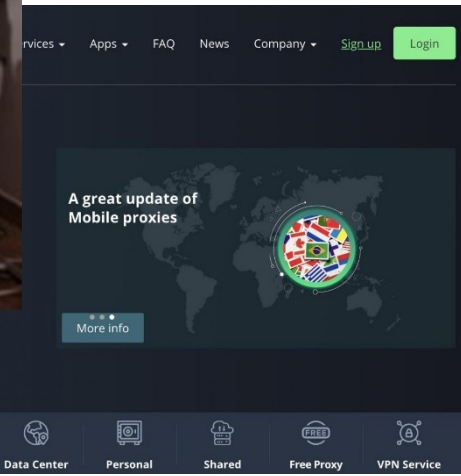 rvices Apps FAQ News Company Sign up Login
A great update of
Mobile proxies
More info
FREE
Data Center Personal Shared Free Proxy VPN Service